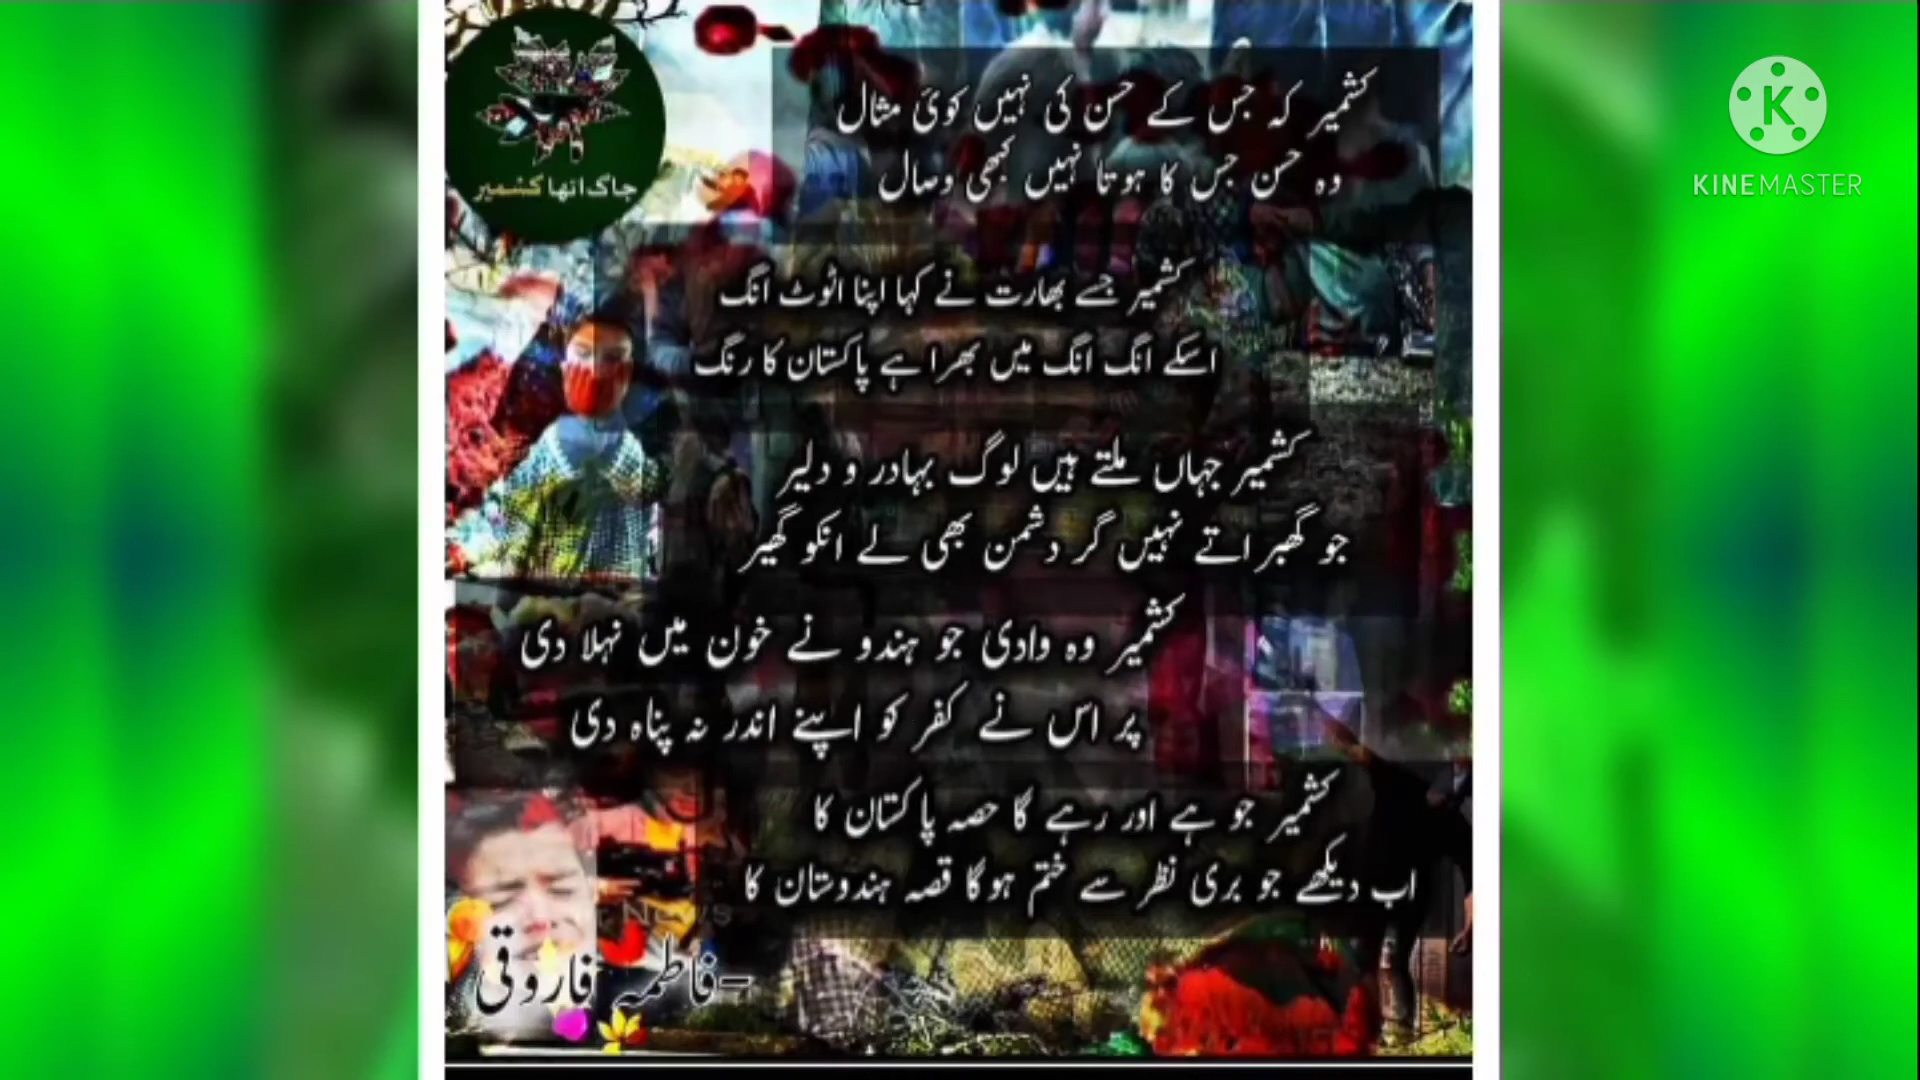 جاگ اٹھا کشمیر
KINEMASTER
کشمیر کہ جس کے حسن کی نہیں کوئ مثال
وہ حسن جس کا ہوتا نہیں کبھی وصال
کشمیر جسے بھارت نے کہا اپنا اٹوٹ انگ
اسکے انگ انگ میں بھرا ہے پاکستان کا رنگ
کشمیر جہاں ملتے ہیں لوگ بہادر و دلیر
جو گھبراتے نہیں گر دشمن بھی لے انکو گھیر
کشمیر وہ وادی جو ہندو نے خون میں نہلا دی
پر اس نے کفر کو اپنے اندر نہ پناہ دی
کشمیر جو ہے اور رہے گا حصہ پاکستان کا
اب دیکھے جو بری نظر سے ختم ہوگا قصہ ہندوستان کا
News
-فاطمہ فاروقی